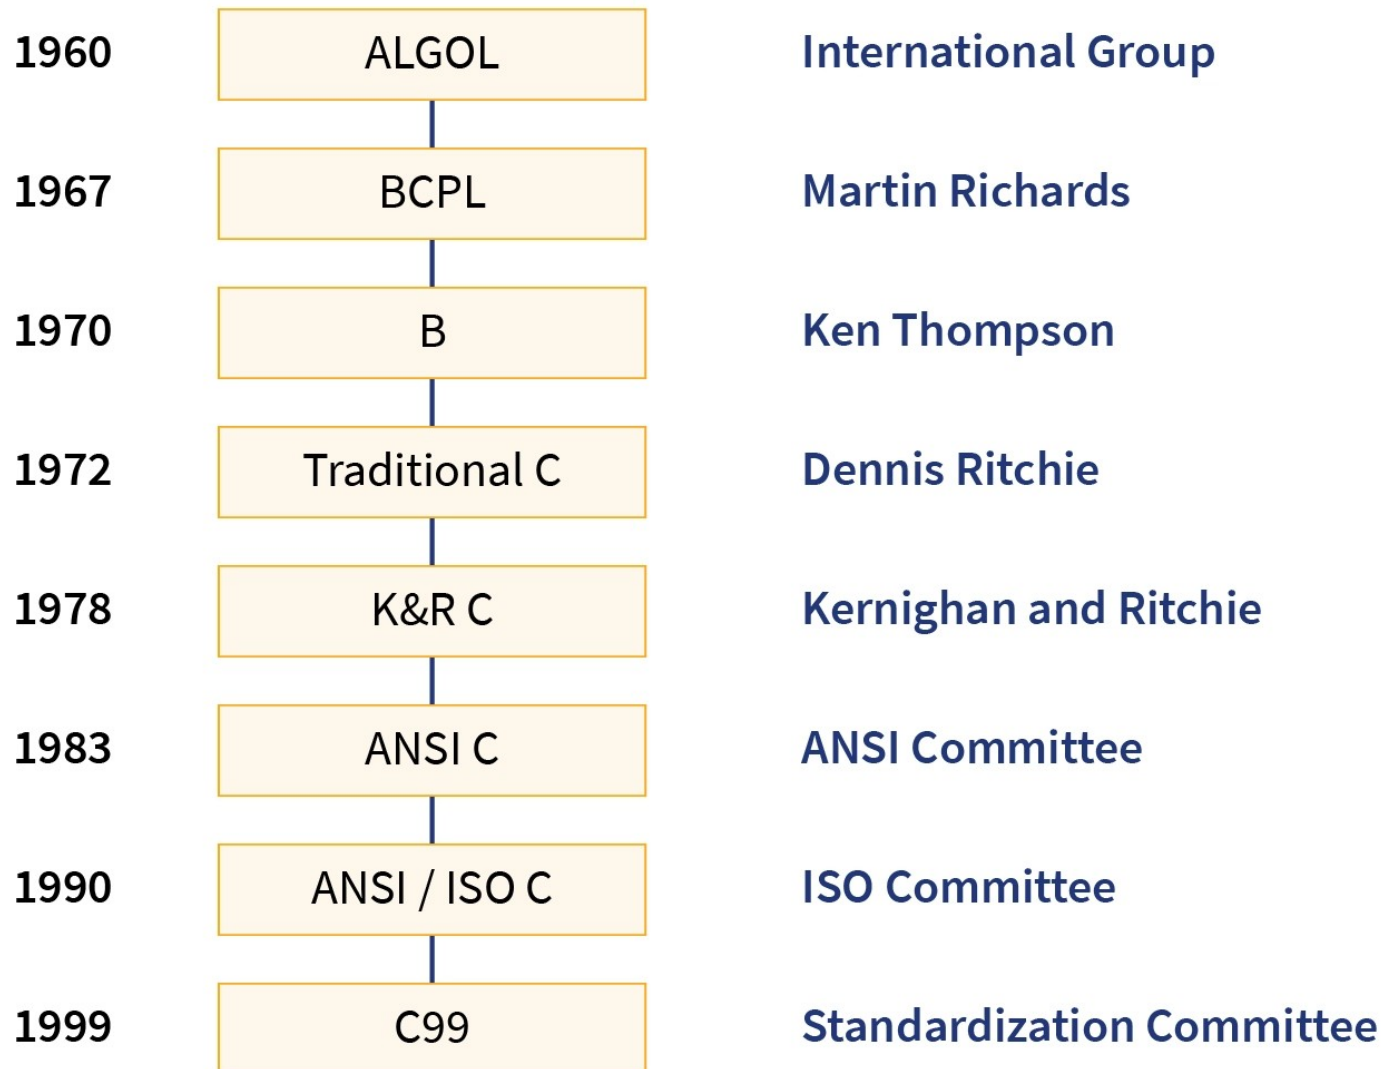 1960 ALGOL International Group
1967 BCPL Martin Richards
1970 B Ken Thompson
1972 Traditional C Dennis Ritchie
1978 K&R C Kernighan and Ritchie
1983 ANSI C ANSI Committee
1990 ANSI / ISO C ISO Committee
1999 C99 Standardization Committee